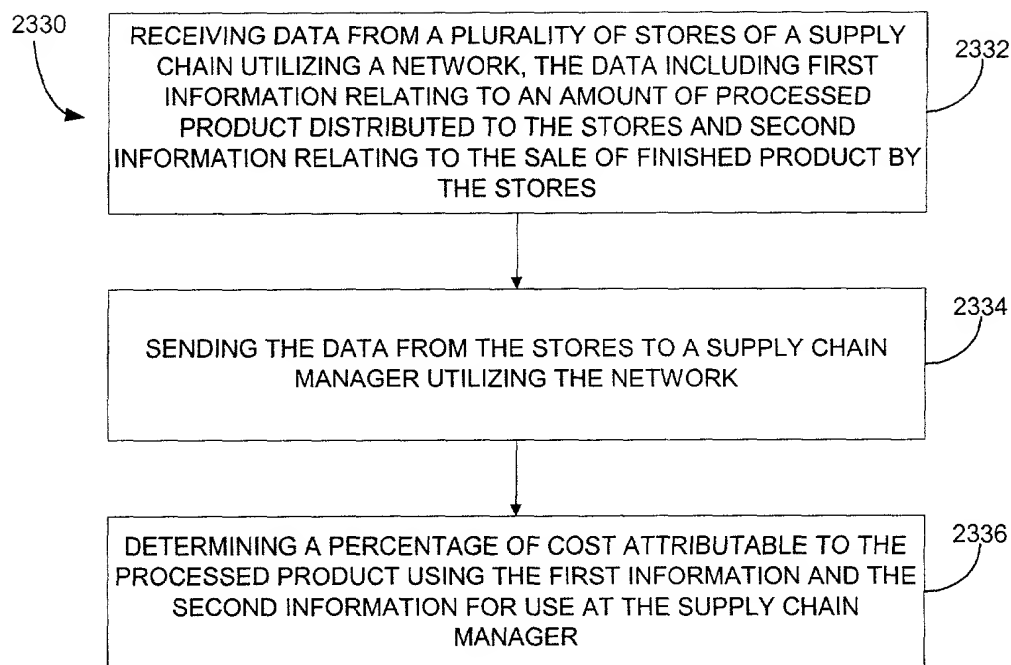 2330
RECEIVING DATA FROM A PLURALITY OF STORES OF A SUPPLY
CHAIN UTILIZING A NETWORK, THE DATA INCLUDING FIRST
INFORMATION RELATING TO AN AMOUNT OF PROCESSED
PRODUCT DISTRIBUTED TO THE STORES AND SECOND
INFORMATION RELATING TO THE SALE OF FINISHED PRODUCT BY
THE STORES
2332
SENDING THE DATA FROM THE STORES TO A SUPPLY CHAIN
MANAGER UTILIZING THE NETWORK
2334
DETERMINING A PERCENTAGE OF COST ATTRIBUTABLE TO THE
PROCESSED PRODUCT USING THE FIRST INFORMATION AND THE
SECOND INFORMATION FOR USE AT THE SUPPLY CHAIN
MANAGER
2336